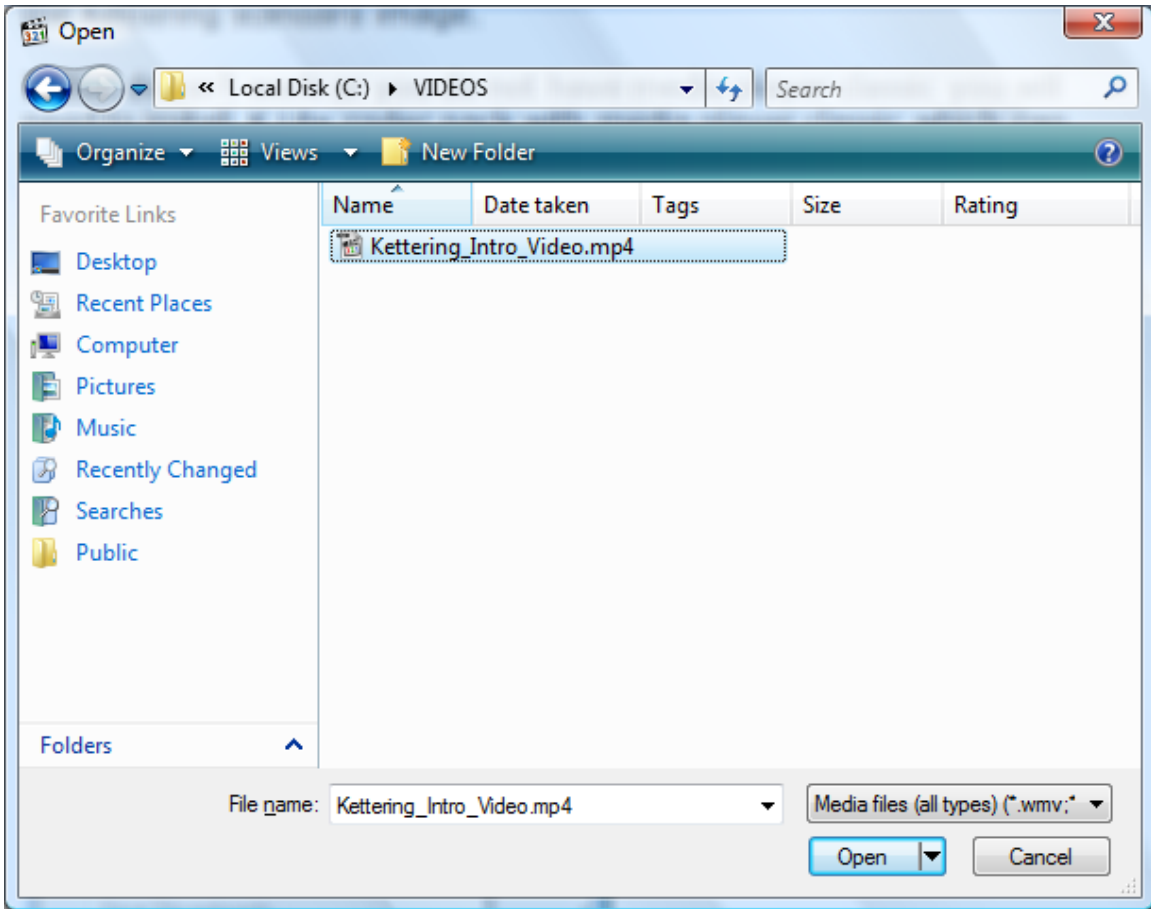 Open
« Local Disk (C:) ▸ VIDEOS
Search
Organize Views New Folder
Favorite Links
Desktop
Recent Places
Computer
Pictures
Music
Recently Changed
Searches
Public
Folders
Name Date taken Tags Size Rating
Kettering_Intro_Video.mp4
File name: Kettering_Intro_Video.mp4
Media files (all types) (*.wmv;*
Open
Cancel